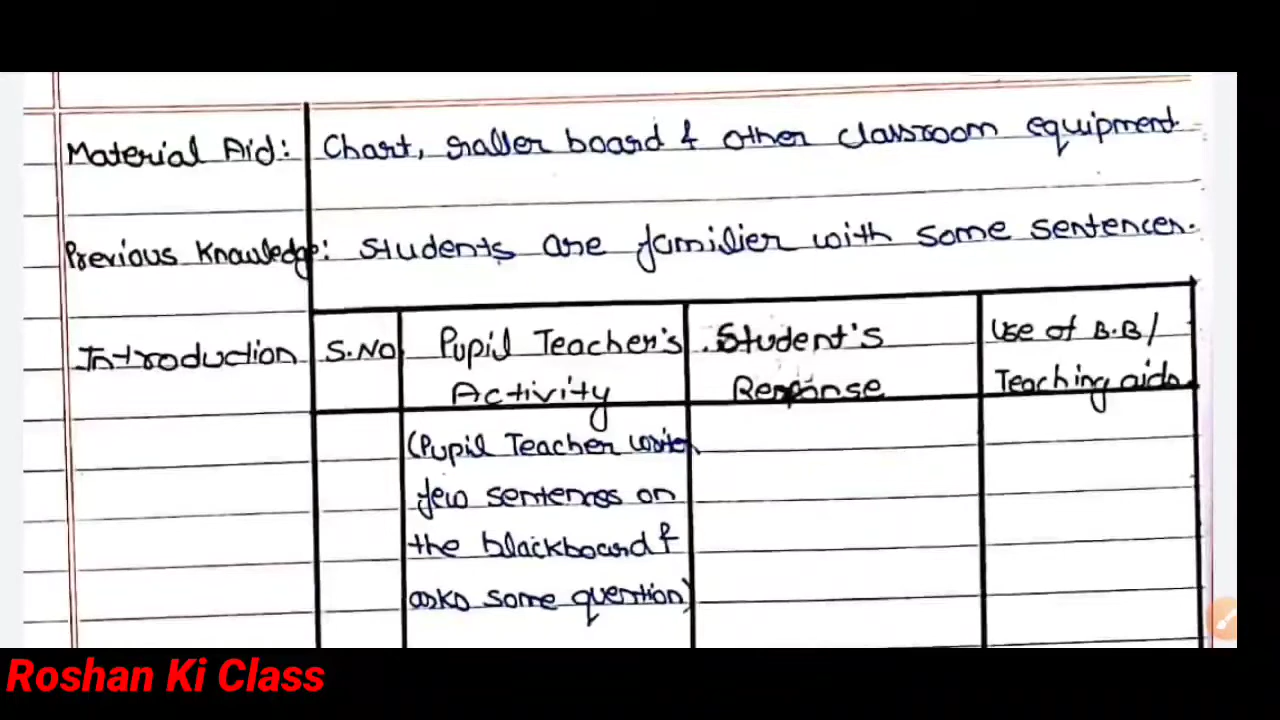 Material Aid: Chart, roller board & other classroom equipment
Previous Knowledge: Students are familier with some sentences.
Introduction S.No Pupil Teacher's Activity Student's Response Use of B.B/ Teaching aids
(Pupil Teacher writes
few sentences on
the blackboard &
asks some question)
Roshan Ki Class